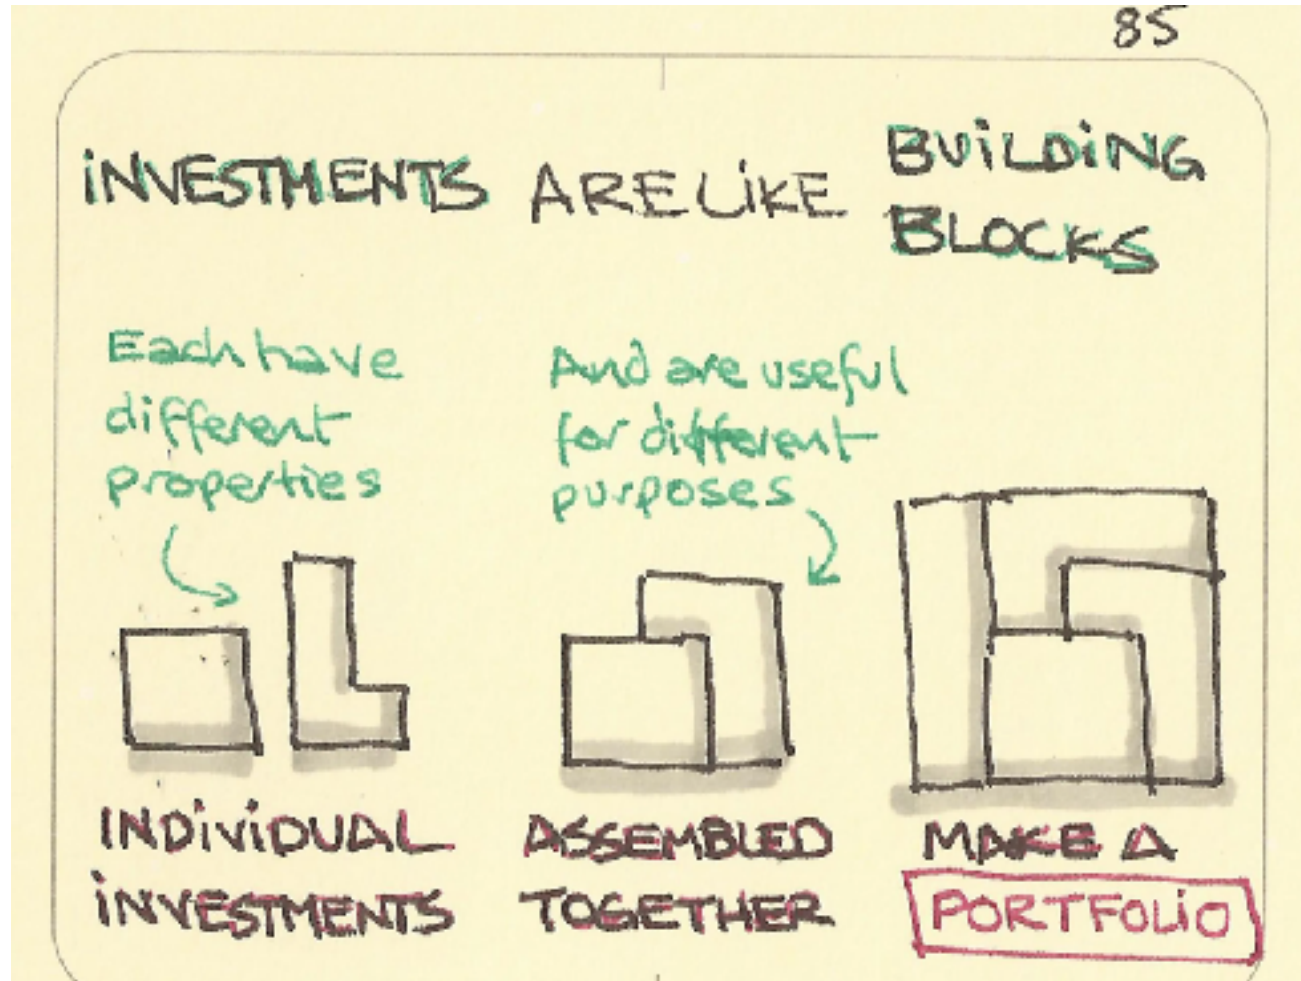 85
INVESTMENTS ARE LIKE BUILDING BLOCKS
Each have
different
properties
And are useful
for different
purposes
INDIVIDUAL
INVESTMENTS
ASSEMBLED
TOGETHER
MAKE A
PORTFOLIO